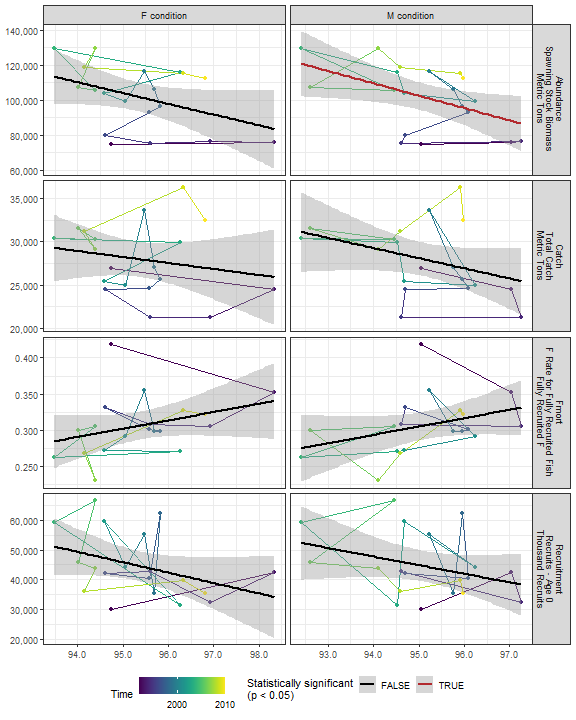 F condition
M condition
140,000
120,000
100,000
80,000
60,000
Abundance
Spawning Stock Biomass
Metric Tons
35,000
30,000
25,000
20,000
Catch
Total Catch
Metric Tons
0.400
0.350
0.300
0.250
Fmort
F Rate for Fully Recruited Fish
Fully Recruited F
60,000
50,000
40,000
30,000
20,000
Recruitment
Recruits - Age 0
Thousand Recruits
94.0 95.0 96.0 97.0 98.0
93.0 94.0 95.0 96.0 97.0
Time
2000 2010
Statistically significant
(p < 0.05)
FALSE
TRUE